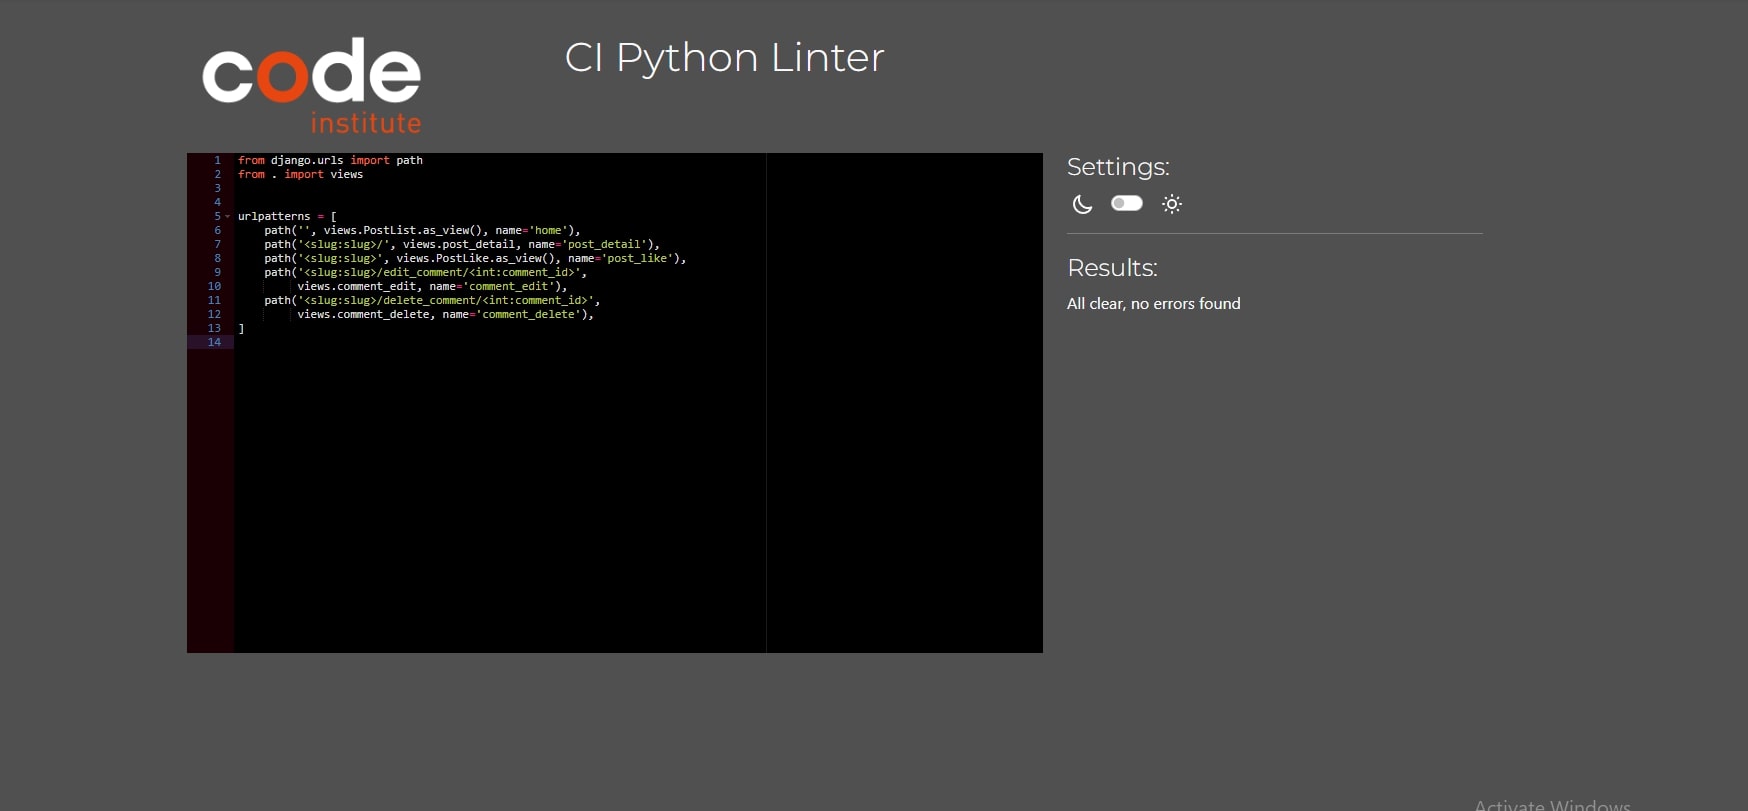 code
institute
CI Python Linter
1 from django.urls import path
2 from . import views
3
4
5 urlpatterns = [
6     path('', views.PostList.as_view(), name='home'),
7     path('<slug:slug>/', views.post_detail, name='post_detail'),
8     path('<slug:slug>', views.PostLike.as_view(), name='post_like'),
9     path('<slug:slug>/edit_comment/<int:comment_id>',
10          views.comment_edit, name='comment_edit'),
11     path('<slug:slug>/delete_comment/<int:comment_id>',
12          views.comment_delete, name='comment_delete'),
13 ]
14
Settings:
Results:
All clear, no errors found
Activate Windows